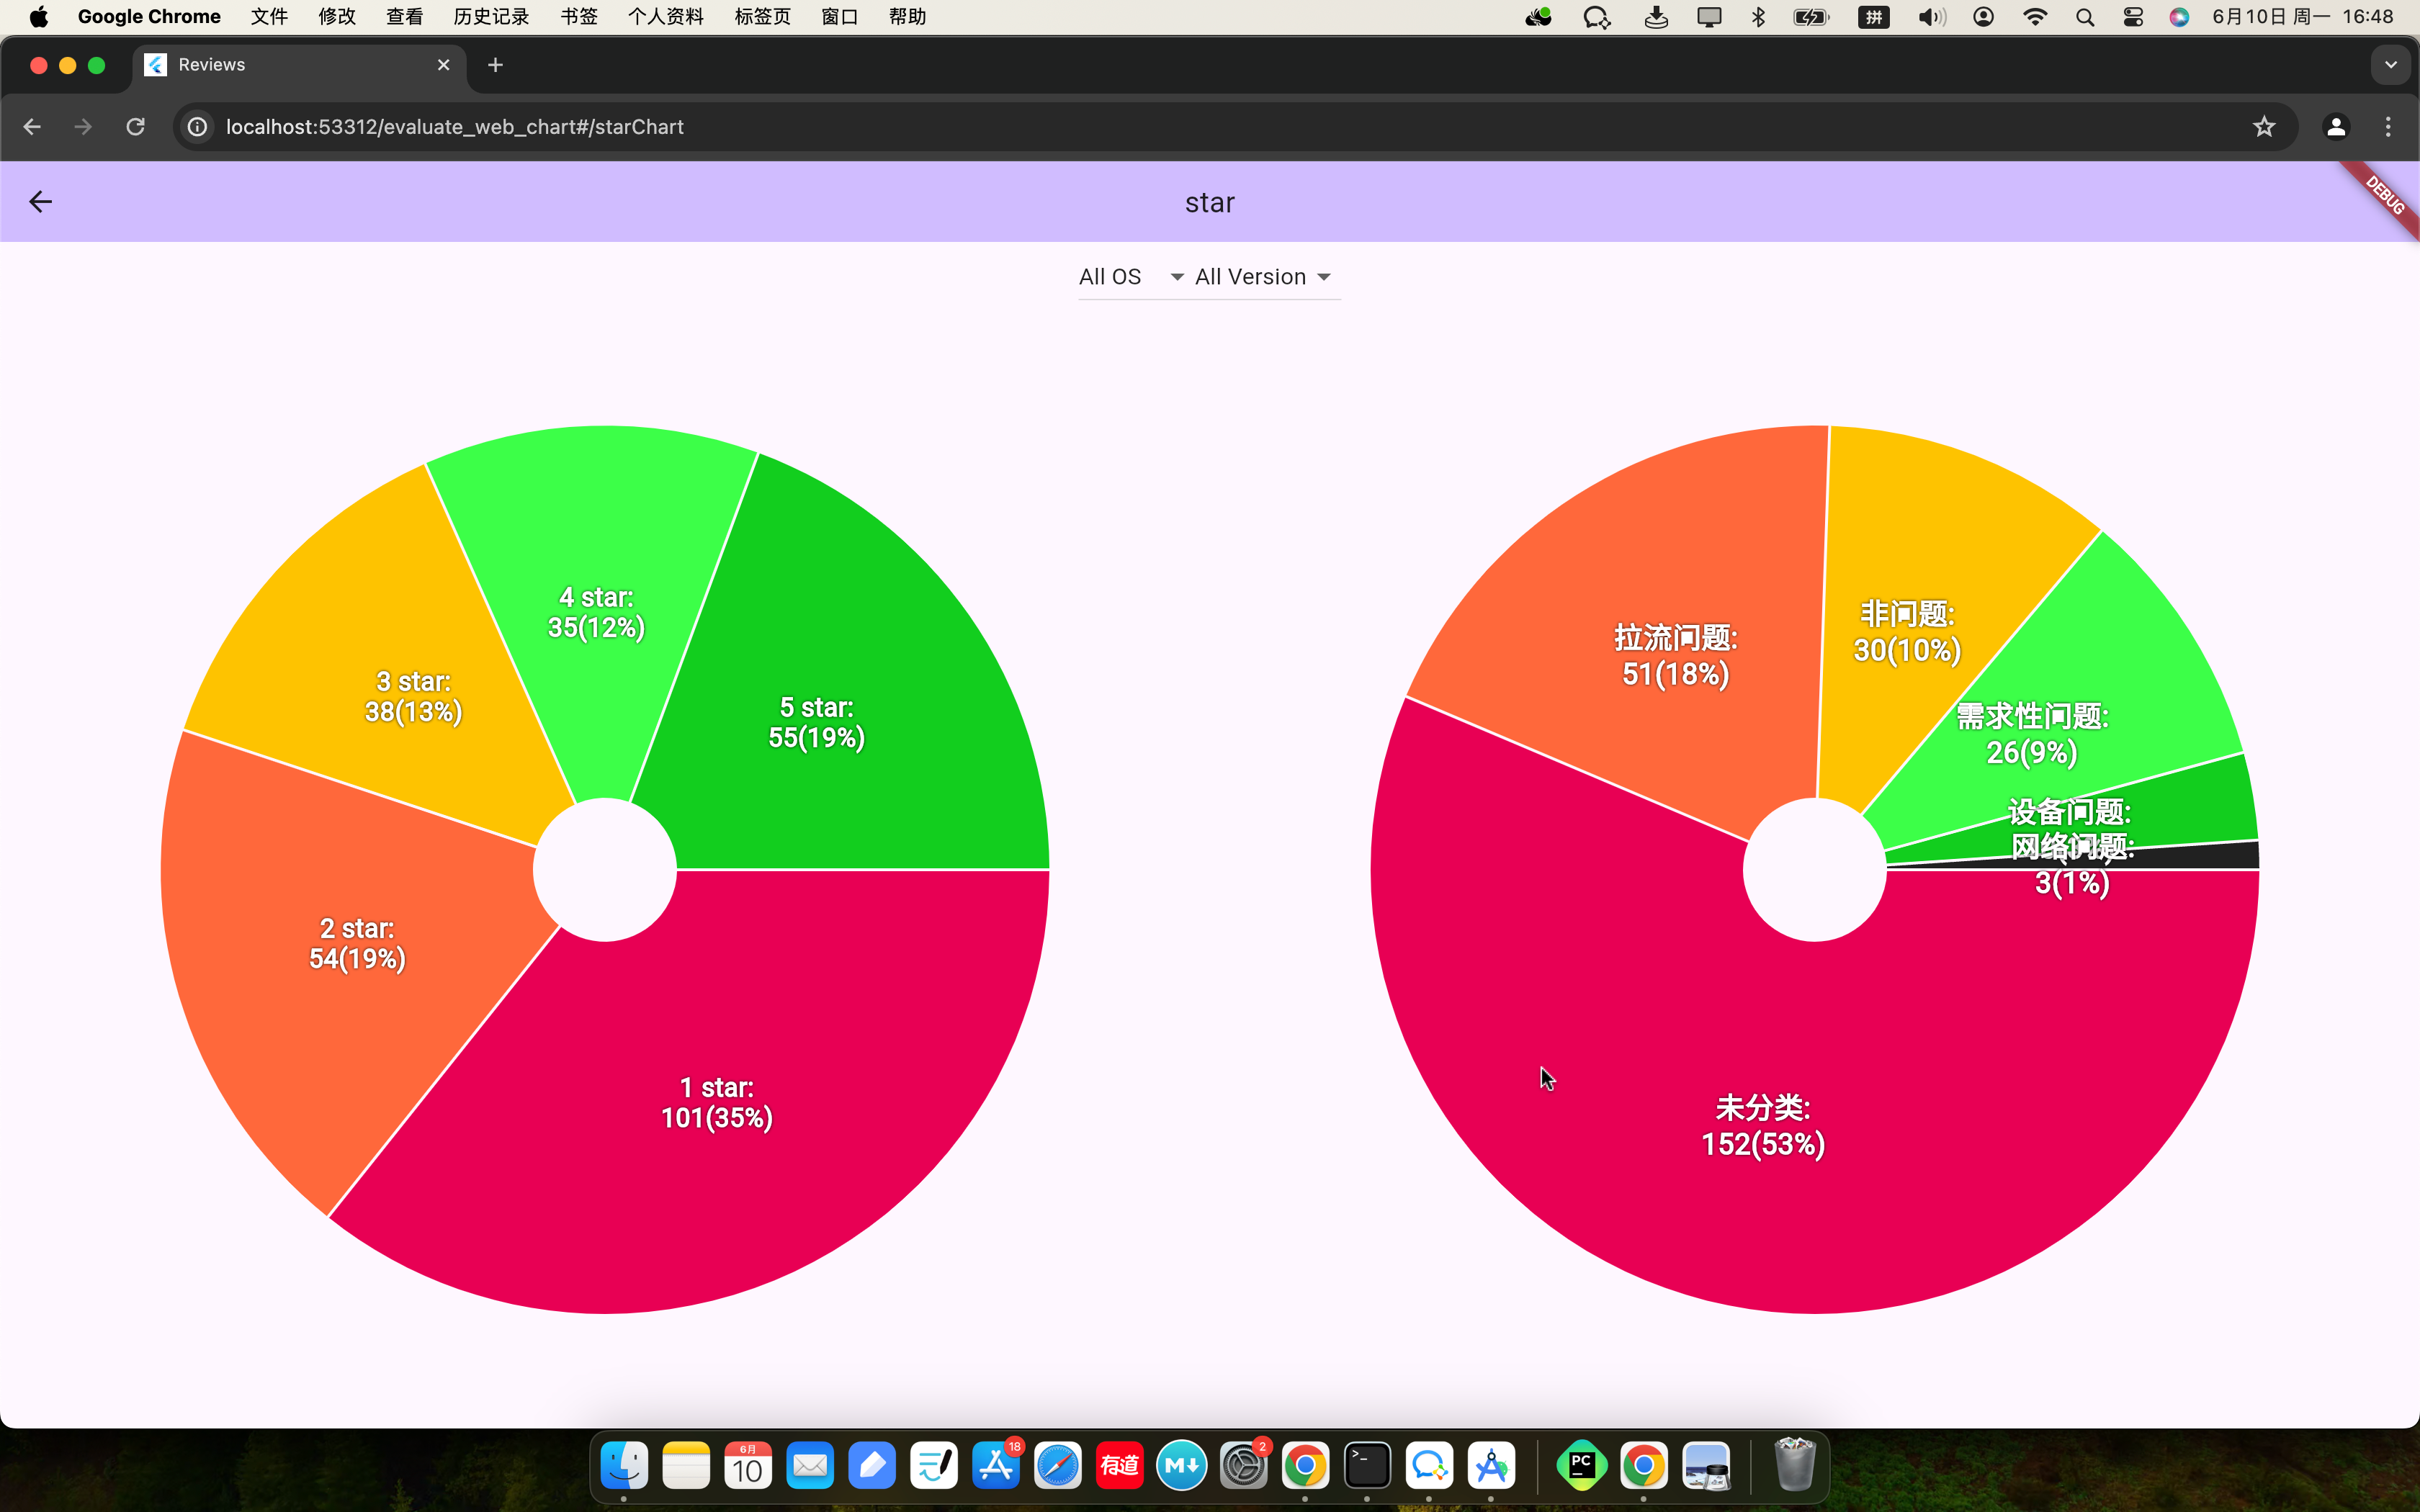 Google Chrome 文件 修改 查看 历史记录 书签 个人资料 标签页 窗口 帮助 拼 6月10日 周一 16:48
Reviews
localhost:53312/evaluate_web_chart#/starChart
star
DEBUG
All OS All Version
4 star:
35(12%)
5 star:
55(19%)
3 star:
38(13%)
2 star:
54(19%)
1 star:
101(35%)
非问题:
30(10%)
拉流问题:
51(18%)
需求性问题:
26(9%)
设备问题:
网络问题:
3(1%)
未分类:
152(53%)
6月
10
18
有道
M
2
>_
PC